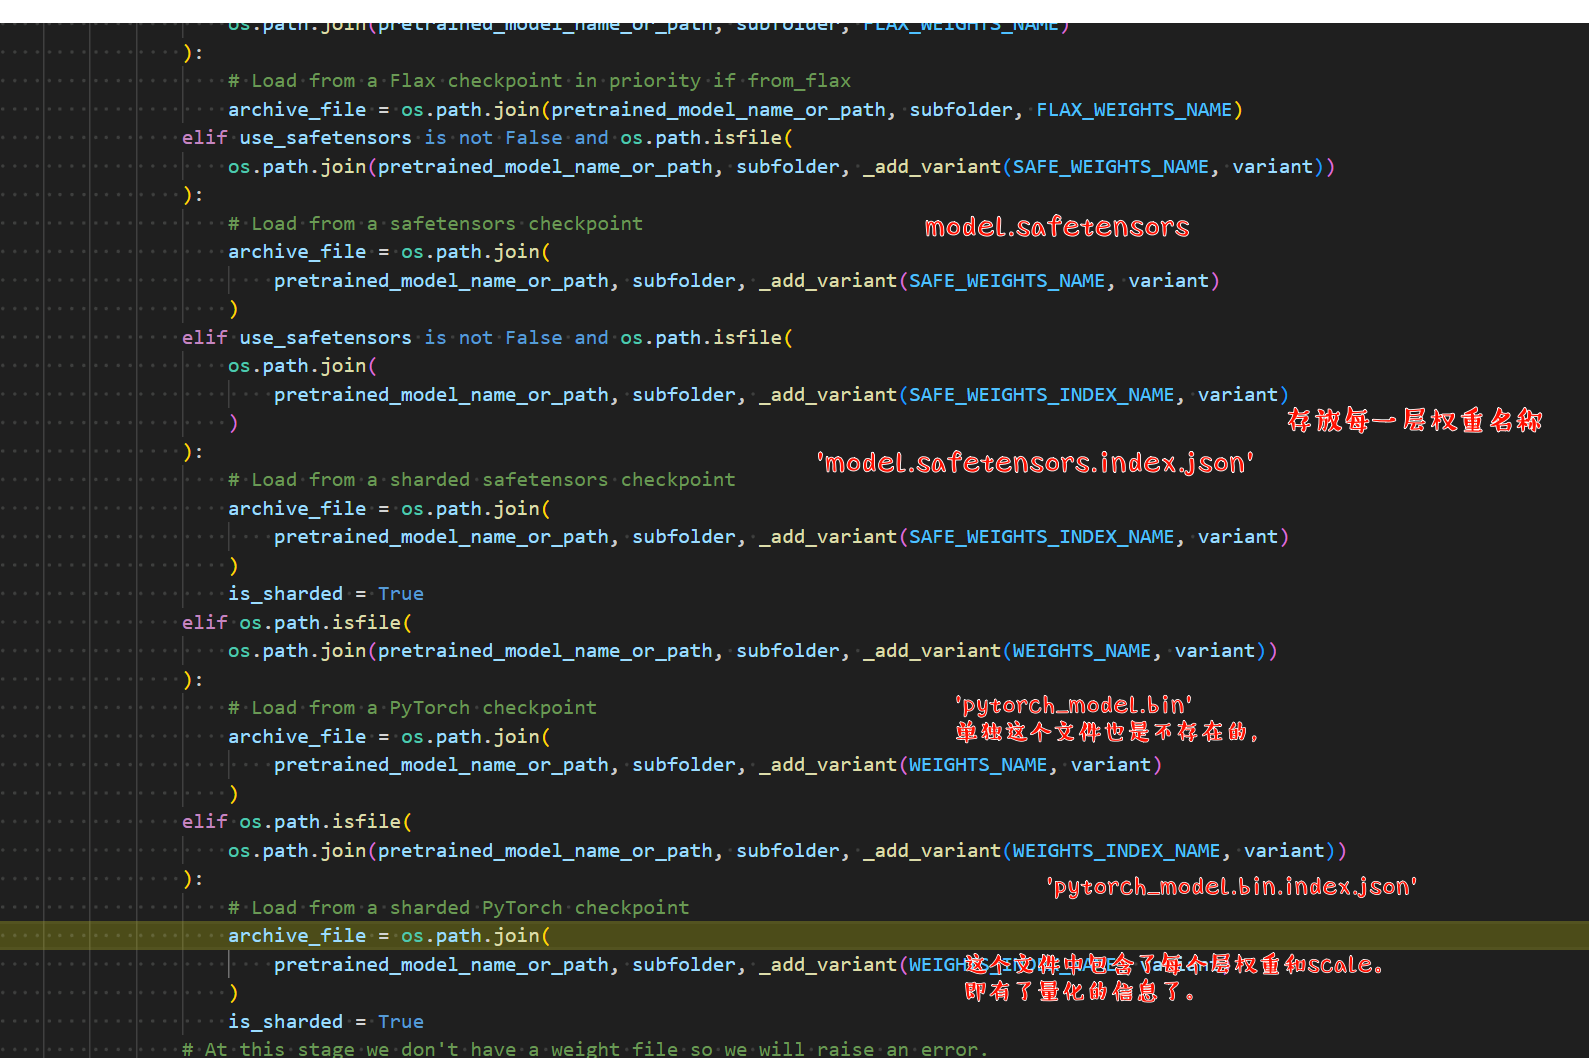 os.path.join(pretrained_model_name_or_path, subfolder, FLAX_WEIGHTS_NAME)
):
# Load from a Flax checkpoint in priority if from_flax
archive_file = os.path.join(pretrained_model_name_or_path, subfolder, FLAX_WEIGHTS_NAME)
elif use_safetensors is not False and os.path.isfile(
os.path.join(pretrained_model_name_or_path, subfolder, _add_variant(SAFE_WEIGHTS_NAME, variant))
):
# Load from a safetensors checkpoint
model.safetensors
archive_file = os.path.join(
pretrained_model_name_or_path, subfolder, _add_variant(SAFE_WEIGHTS_NAME, variant)
)
elif use_safetensors is not False and os.path.isfile(
os.path.join(
pretrained_model_name_or_path, subfolder, _add_variant(SAFE_WEIGHTS_INDEX_NAME, variant)
)
存放每一层权重名称
):
'model.safetensors.index.json'
# Load from a sharded safetensors checkpoint
archive_file = os.path.join(
pretrained_model_name_or_path, subfolder, _add_variant(SAFE_WEIGHTS_INDEX_NAME, variant)
)
is_sharded = True
elif os.path.isfile(
os.path.join(pretrained_model_name_or_path, subfolder, _add_variant(WEIGHTS_NAME, variant))
):
# Load from a PyTorch checkpoint
'pytorch_model.bin'
单独这个文件也是不存在的,
archive_file = os.path.join(
pretrained_model_name_or_path, subfolder, _add_variant(WEIGHTS_NAME, variant)
)
elif os.path.isfile(
os.path.join(pretrained_model_name_or_path, subfolder, _add_variant(WEIGHTS_INDEX_NAME, variant))
):
'pytorch_model.bin.index.json'
# Load from a sharded PyTorch checkpoint
archive_file = os.path.join(
pretrained_model_name_or_path, subfolder, _add_variant(
这个文件中包含了每个层权重和scale。
即有了量化的信息了。
)
is_sharded = True
# At this stage we don't have a weight file so we will raise an error.